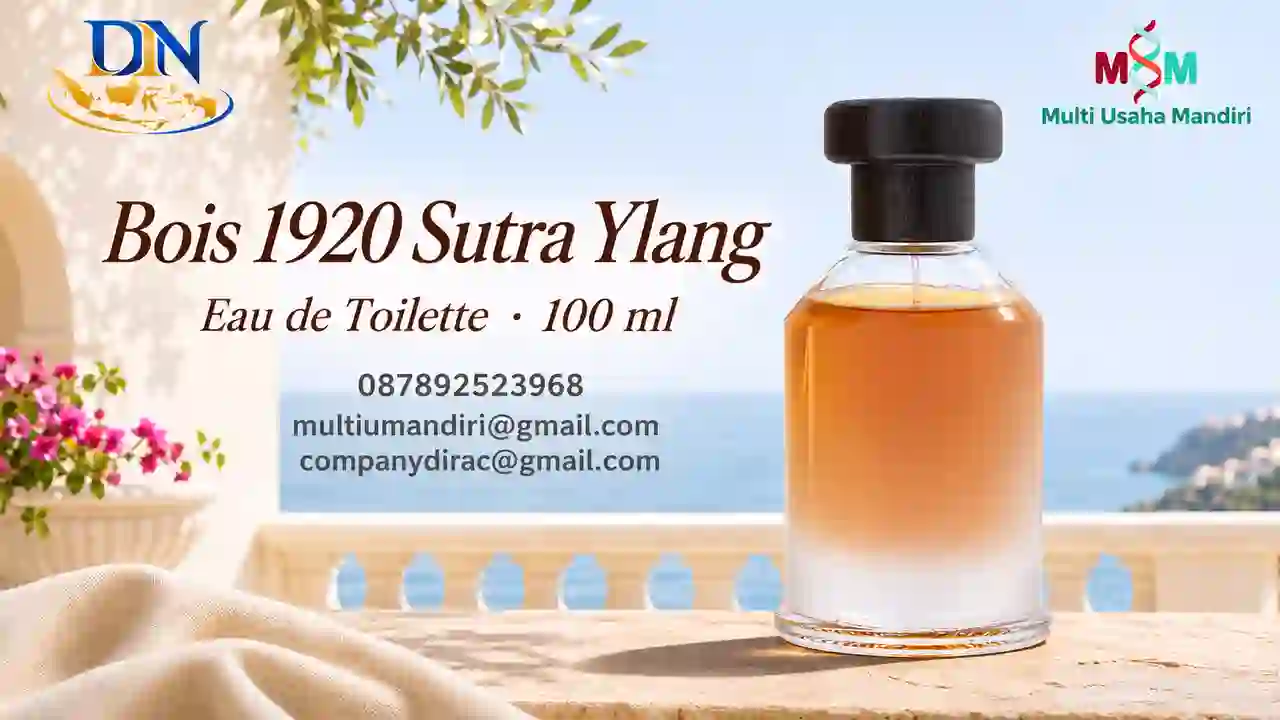 DN
MSM
Multi Usaha Mandiri
Bois 1920 Sutra Ylang
Eau de Toilette · 100 ml
087892523968
multiumandiri@gmail.com
companydirac@gmail.com